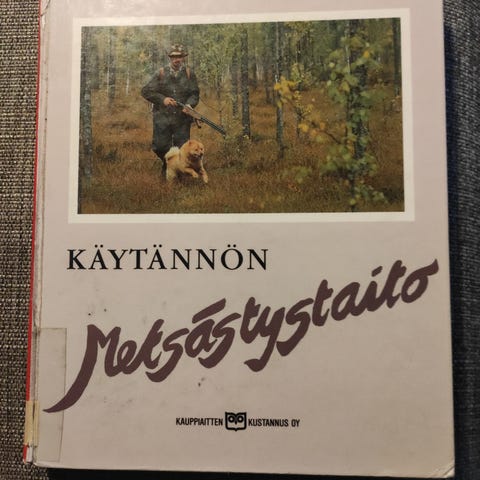 KÄYTÄNNÖN
Metsästystaito
KAUPPIAITTEN KUSTANNUS OY